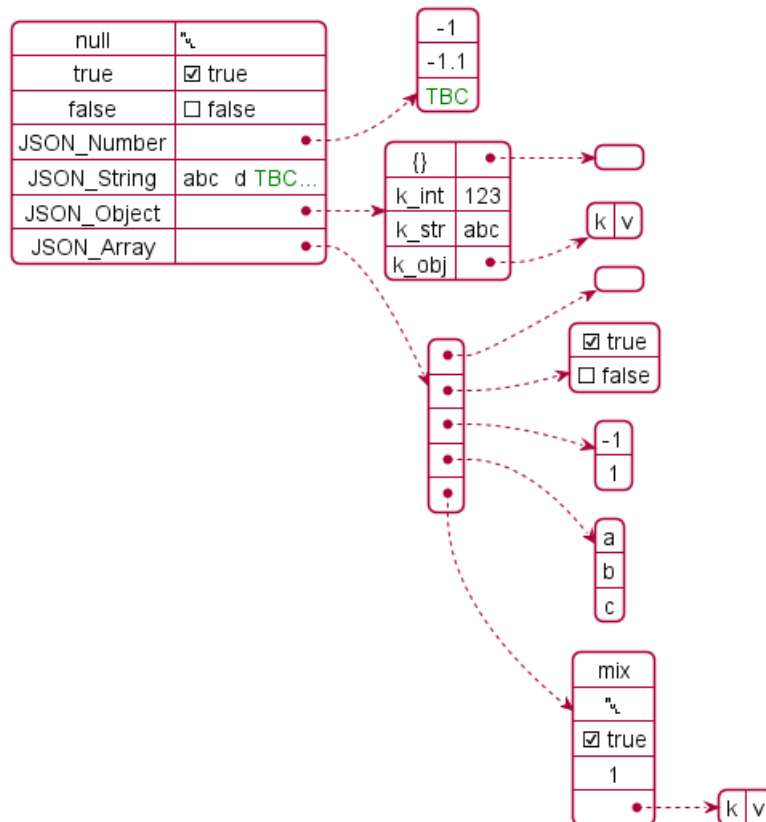 null ␀
true ☑ true
false ☐ false
JSON_Number
JSON_String abc d TBC...
JSON_Object
JSON_Array
-1
-1.1
TBC
{}
k_int 123
k_str abc
k_obj
k v
☑ true
☐ false
-1
1
a
b
c
mix
␀
☑ true
1
k v